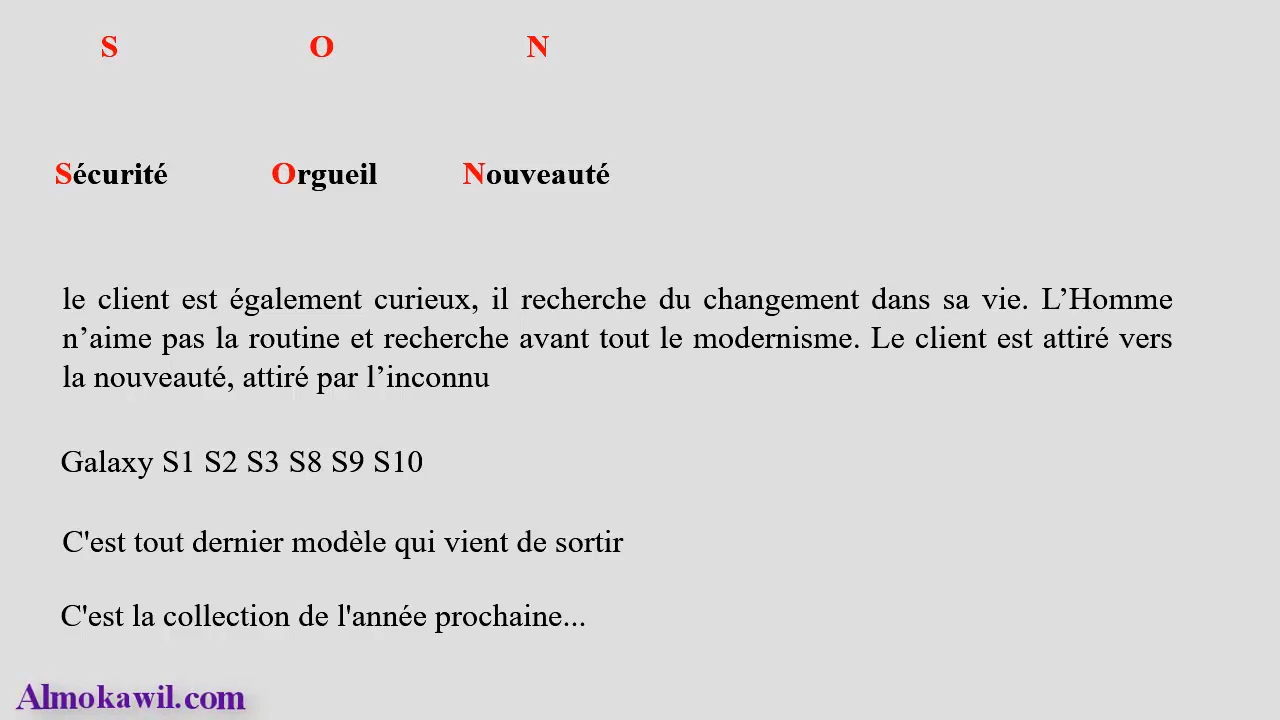 S O N
Sécurité Orgueil Nouveauté
le client est également curieux, il recherche du changement dans sa vie. L’Homme
n’aime pas la routine et recherche avant tout le modernisme. Le client est attiré vers
la nouveauté, attiré par l’inconnu
Galaxy S1 S2 S3 S8 S9 S10
C'est tout dernier modèle qui vient de sortir
C'est la collection de l'année prochaine...
Almokawil.com